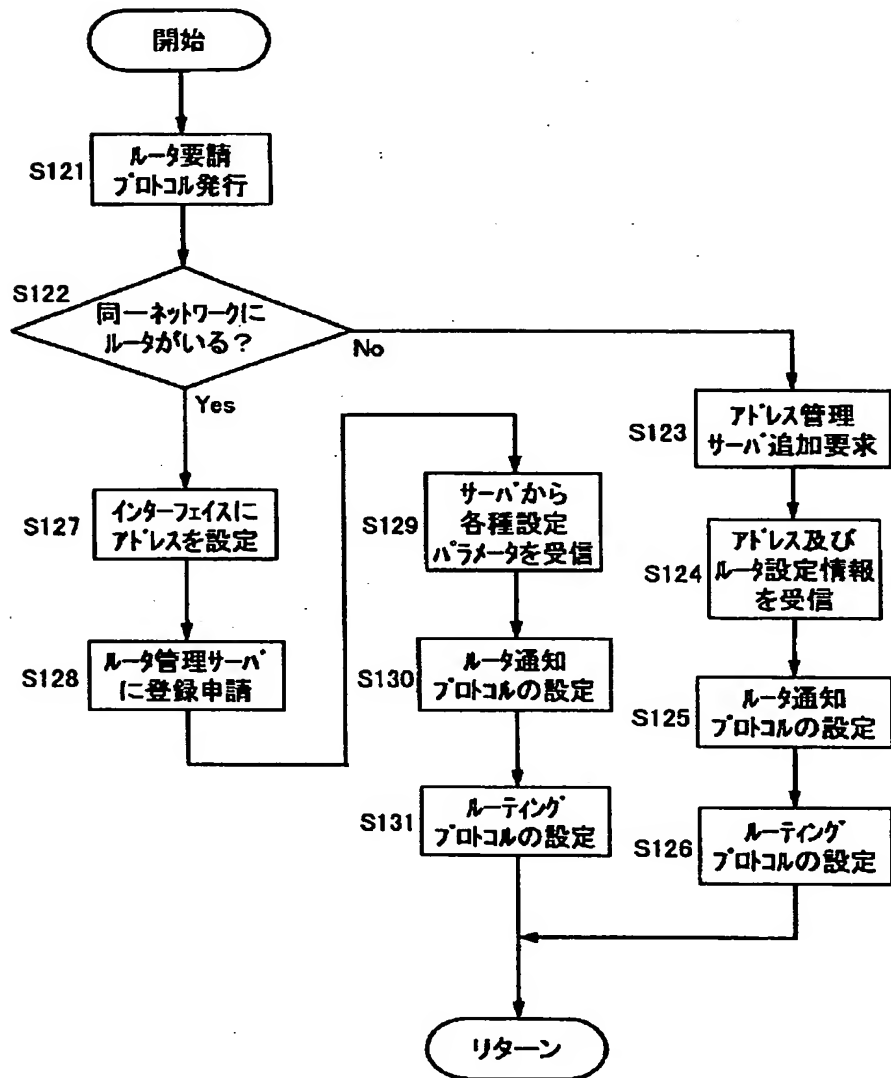 開始
S121
ルータ要請
プロトコル発行
S122
同一ネットワークに
ルータがいる？
No
Yes
S127
インターフェイスに
アドレスを設定
S128
ルータ管理サーバ
に登録申請
S129
サーバから
各種設定
パラメータを受信
S130
ルータ通知
プロトコルの設定
S131
ルーティング
プロトコルの設定
S123
アドレス管理
サーバ追加要求
S124
アドレス及び
ルータ設定情報
を受信
S125
ルータ通知
プロトコルの設定
S126
ルーティング
プロトコルの設定
リターン